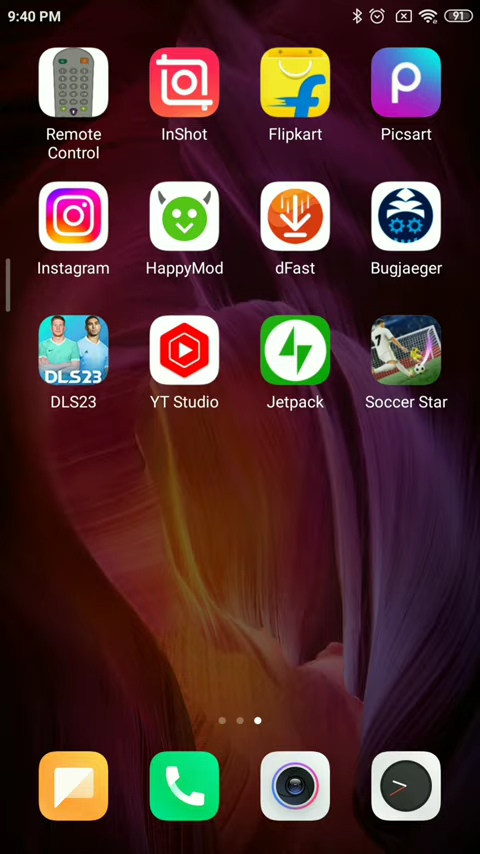 9:40 PM 91
Remote Control
InShot
Flipkart
Picsart
Instagram
HappyMod
dFast
Bugjaeger
DLS23
DLS23
YT Studio
Jetpack
Soccer Star